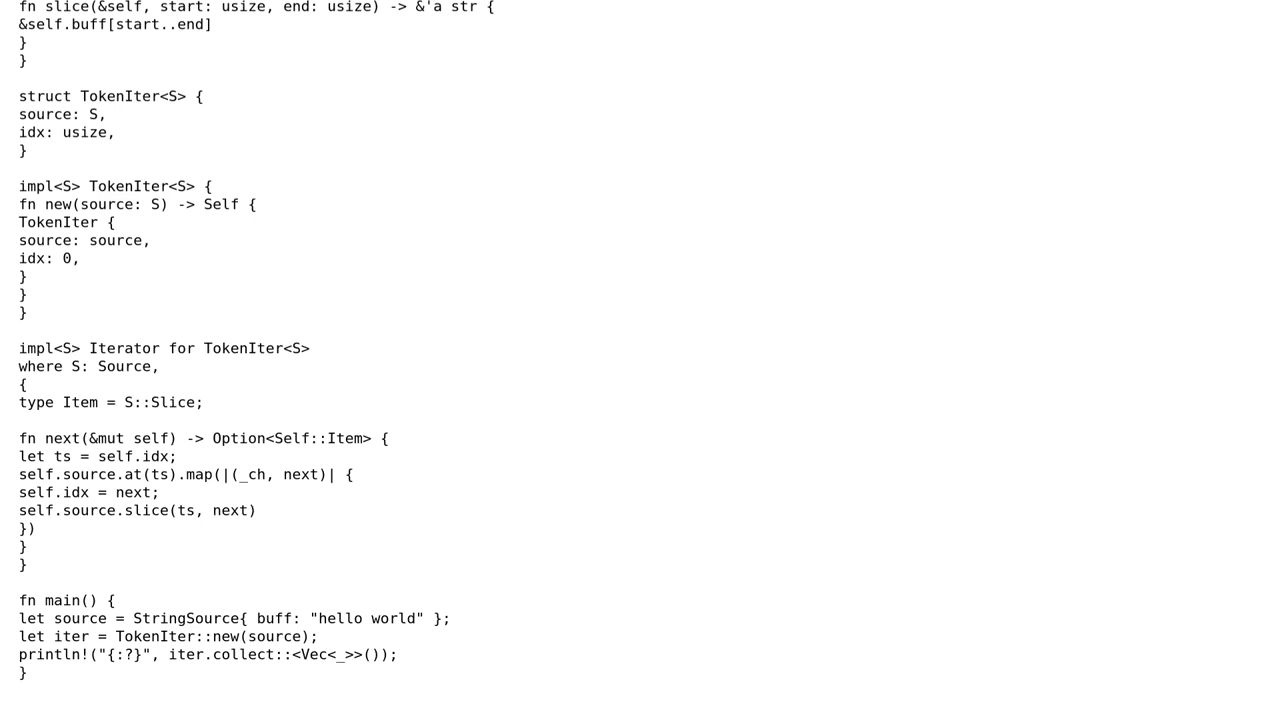 fn slice(&self, start: usize, end: usize) -> &'a str {
&self.buff[start..end]
}
}

struct TokenIter<S> {
source: S,
idx: usize,
}

impl<S> TokenIter<S> {
fn new(source: S) -> Self {
TokenIter {
source: source,
idx: 0,
}
}
}

impl<S> Iterator for TokenIter<S>
where S: Source,
{
type Item = S::Slice;

fn next(&mut self) -> Option<Self::Item> {
let ts = self.idx;
self.source.at(ts).map(|(_ch, next)| {
self.idx = next;
self.source.slice(ts, next)
})
}
}

fn main() {
let source = StringSource{ buff: "hello world" };
let iter = TokenIter::new(source);
println!("{:?}", iter.collect::<Vec<_>>());
}